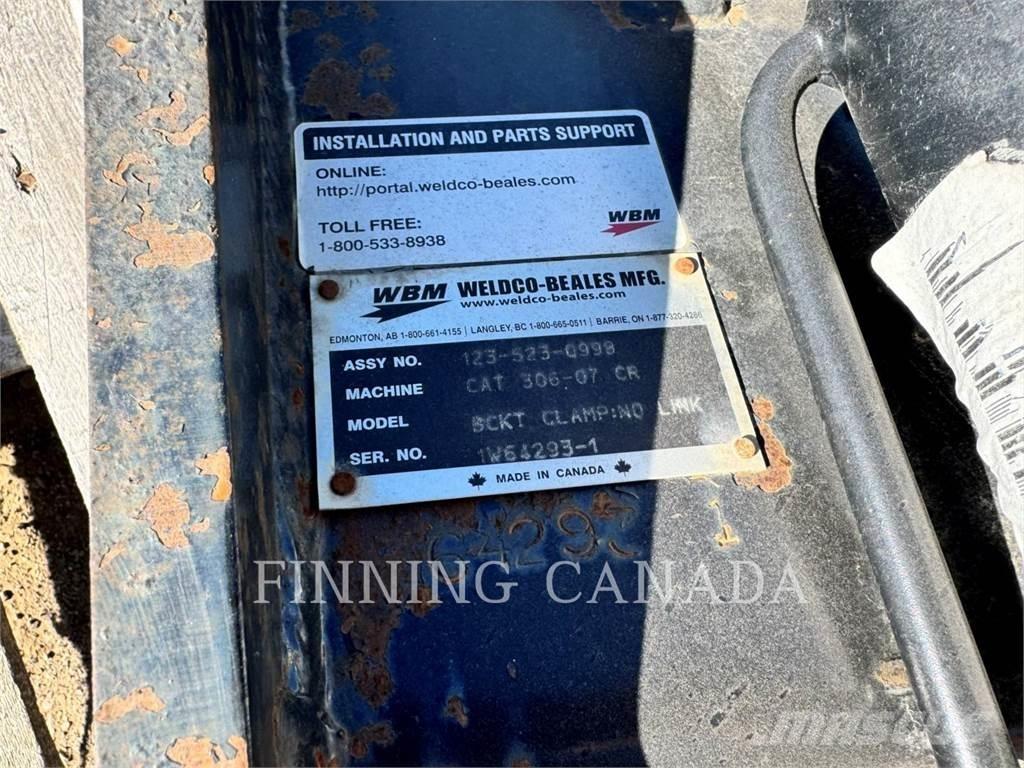 INSTALLATION AND PARTS SUPPORT
ONLINE:
http://portal.weldco-beales.com
TOLL FREE:
1-800-533-8938
WBM
WBM WELDCO-BEALES MFG.
www.weldco-beales.com
EDMONTON, AB 1-800-661-4155 | LANGLEY, BC 1-800-665-0511 | BARRIE, ON 1-877-320-4286
ASSY NO. 123-523-0998
MACHINE CAT 306-07 CR
MODEL BCKT CLAMP:NO LINK
SER. NO. 1W64293-1
MADE IN CANADA
64293
FINNING CANADA
MASCUS